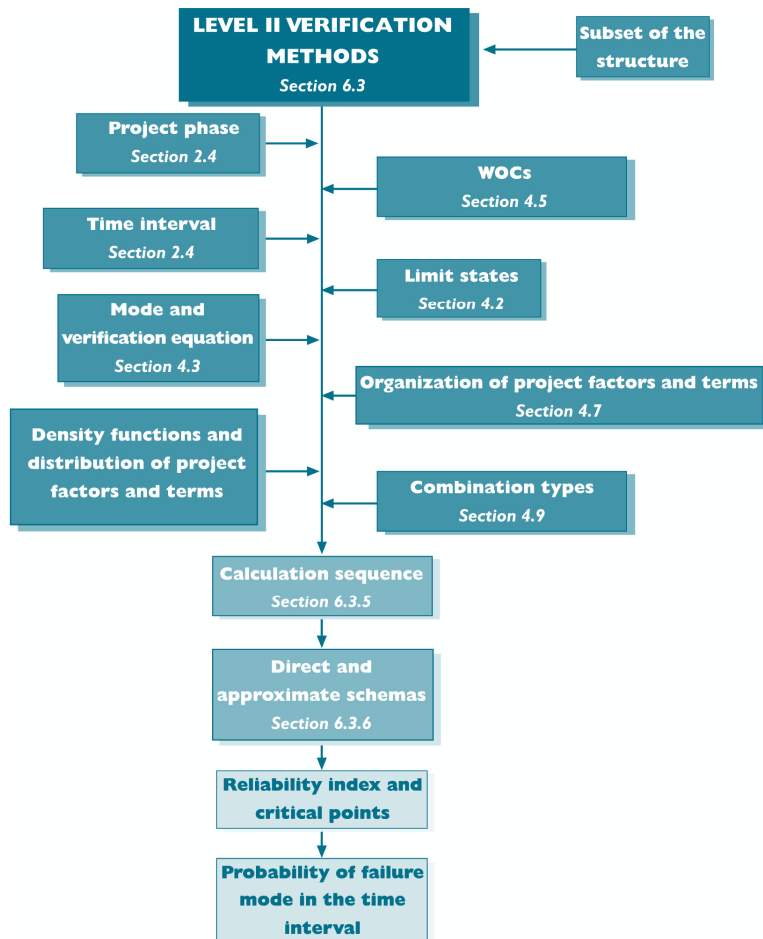 LEVEL II VERIFICATION
METHODS
Section 6.3
Subset of the
structure
Project phase
Section 2.4
WOCs
Section 4.5
Time interval
Section 2.4
Limit states
Section 4.2
Mode and
verification equation
Section 4.3
Organization of project factors and terms
Section 4.7
Density functions and
distribution of project
factors and terms
Combination types
Section 4.9
Calculation sequence
Section 6.3.5
Direct and
approximate schemas
Section 6.3.6
Reliability index and
critical points
Probability of failure
mode in the time
interval